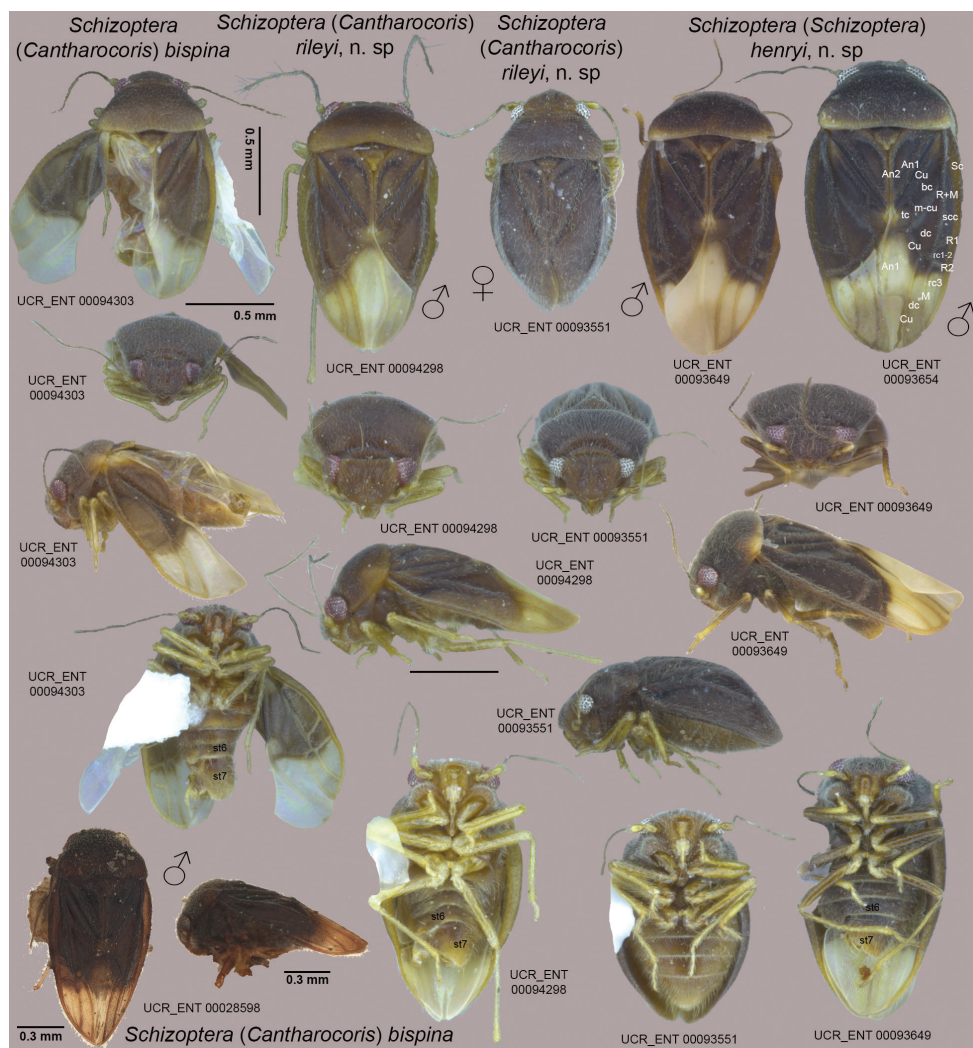 Schizoptera
(Cantharocoris) bispina
Schizoptera (Cantharocoris)
rileyi, n. sp
Schizoptera
(Cantharocoris)
rileyi, n. sp
Schizoptera (Schizoptera)
henryi, n. sp
0.5 mm
0.5 mm
UCR_ENT 00094303
♂
UCR_ENT 00094298
♀
UCR_ENT 00093551
♂
UCR_ENT
00093649
An1
Sc
An2
Cu
bc
R+M
m-cu
tc
scc
dc
R1
Cu
rc1-2
An1
R2
rc3
M
dc
Cu
♂
UCR_ENT
00093654
UCR_ENT
00094303
UCR_ENT 00094298
UCR_ENT 00093551
UCR_ENT 00093649
UCR_ENT
00094303
UCR_ENT
00094298
UCR_ENT
00093649
UCR_ENT
00094303
st6
st7
UCR_ENT
00093551
♂
0.3 mm
0.3 mm
UCR_ENT 00028598
Schizoptera (Cantharocoris) bispina
st6
st7
UCR_ENT
00094298
UCR_ENT 00093551
st6
st7
UCR_ENT 00093649